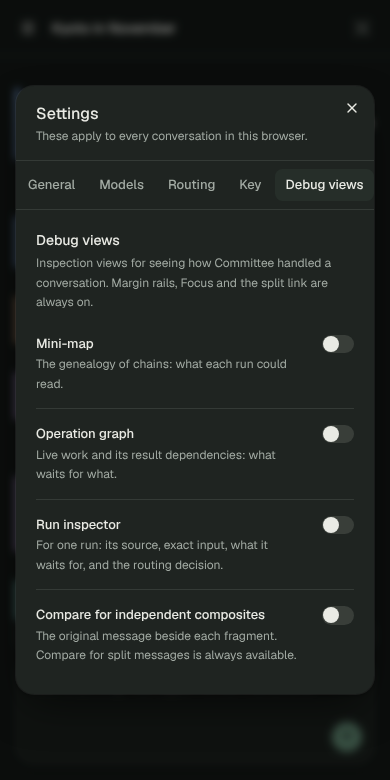 Settings
These apply to every conversation in this browser.
General Models Routing Key Debug views
Debug views
Inspection views for seeing how Committee handled a
conversation. Margin rails, Focus and the split link are
always on.
Mini-map
The genealogy of chains: what each run could
read.
Operation graph
Live work and its result dependencies: what
waits for what.
Run inspector
For one run: its source, exact input, what it
waits for, and the routing decision.
Compare for independent composites
The original message beside each fragment.
Compare for split messages is always available.